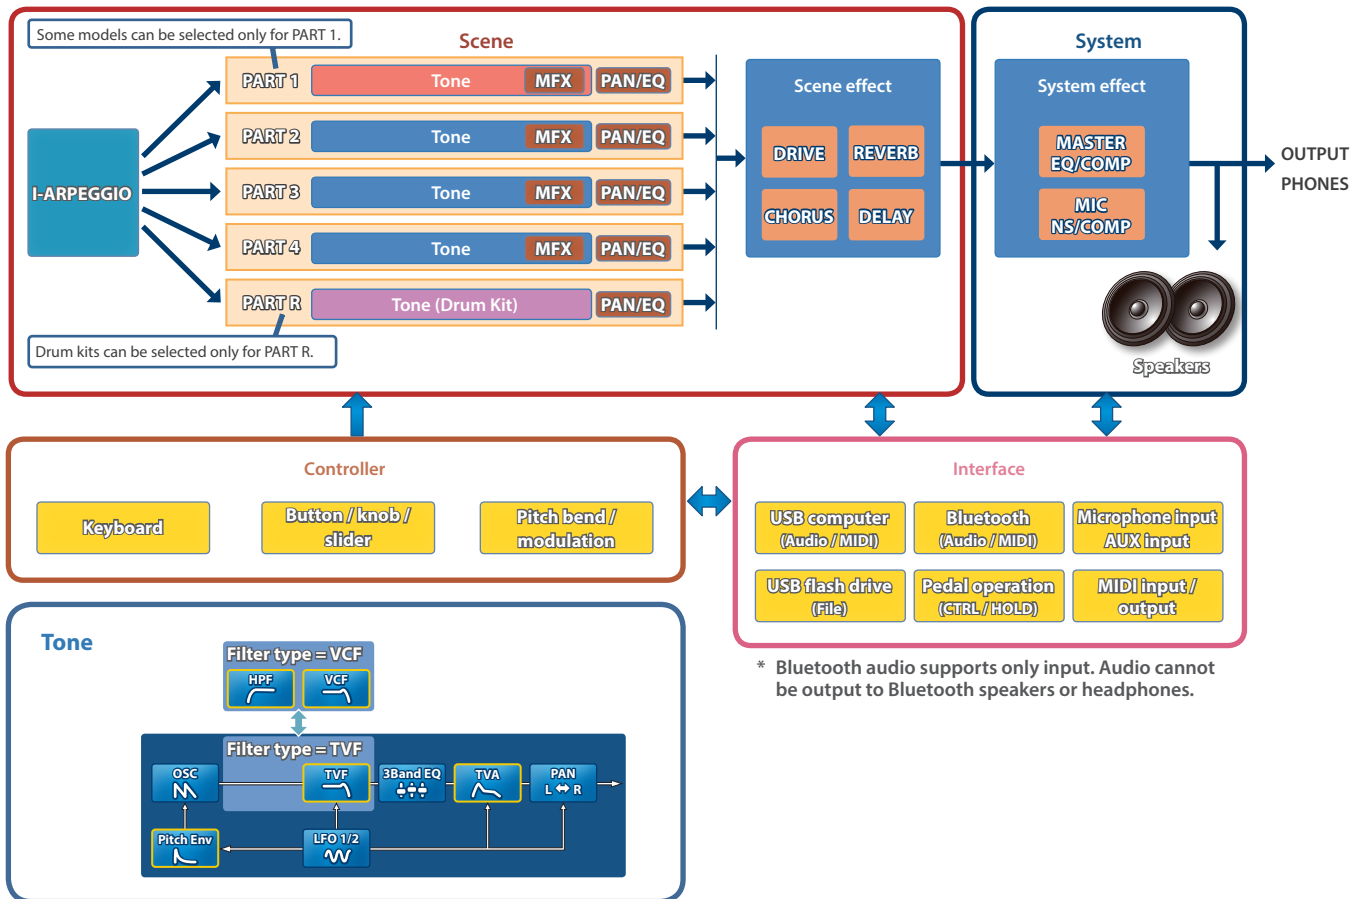 Some models can be selected only for PART 1.
Scene
System
PART 1
Tone
MFX
PAN/EQ
PART 2
Tone
MFX
PAN/EQ
PART 3
Tone
MFX
PAN/EQ
PART 4
Tone
MFX
PAN/EQ
PART R
Tone (Drum Kit)
PAN/EQ
I-ARPEGGIO
Drum kits can be selected only for PART R.
Scene effect
DRIVE
REVERB
CHORUS
DELAY
System effect
MASTER
EQ/COMP
MIC
NS/COMP
OUTPUT
PHONES
Speakers
Controller
Keyboard
Button / knob /
slider
Pitch bend /
modulation
Interface
USB computer
(Audio / MIDI)
Bluetooth
(Audio / MIDI)
Microphone input
AUX input
USB flash drive
(File)
Pedal operation
(CTRL / HOLD)
MIDI input /
output
* Bluetooth audio supports only input. Audio cannot
be output to Bluetooth speakers or headphones.
Tone
Filter type = VCF
HPF
VCF
Filter type = TVF
OSC
TVF
3Band EQ
TVA
PAN
L ⇔ R
Pitch Env
LFO 1/2